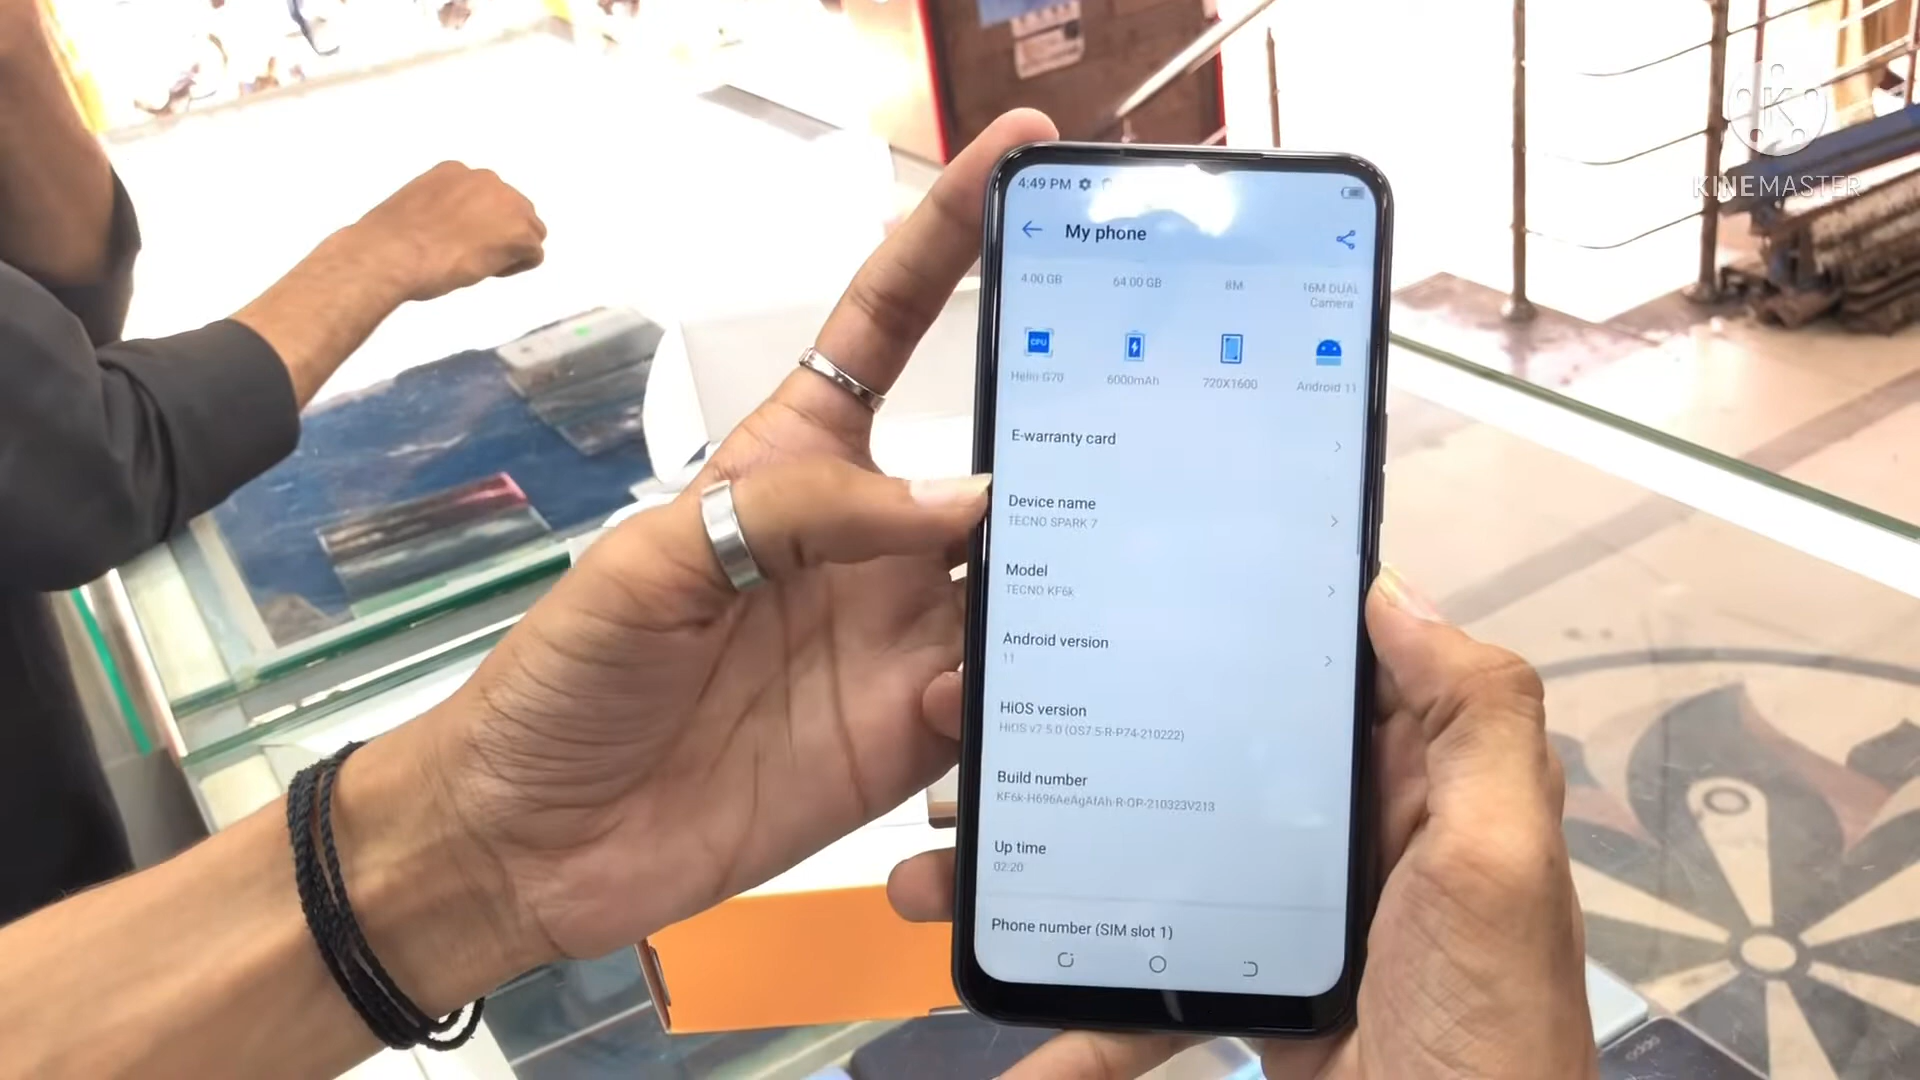 4:49 PM
My phone
4.00 GB
64.00 GB
8M
16M DUAL
Camera
CPU
Helio G70
6000mAh
720X1600
Android 11
E-warranty card
Device name
TECNO SPARK 7
Model
TECNO KF6k
Android version
11
HiOS version
HiOS v7.5.0 (OS7.5-R-P74-210222)
Build number
KF6k-H696AeAgAfAh-R-OP-210323V213
Up time
02:20
Phone number (SIM slot 1)
K
KINEMASTER